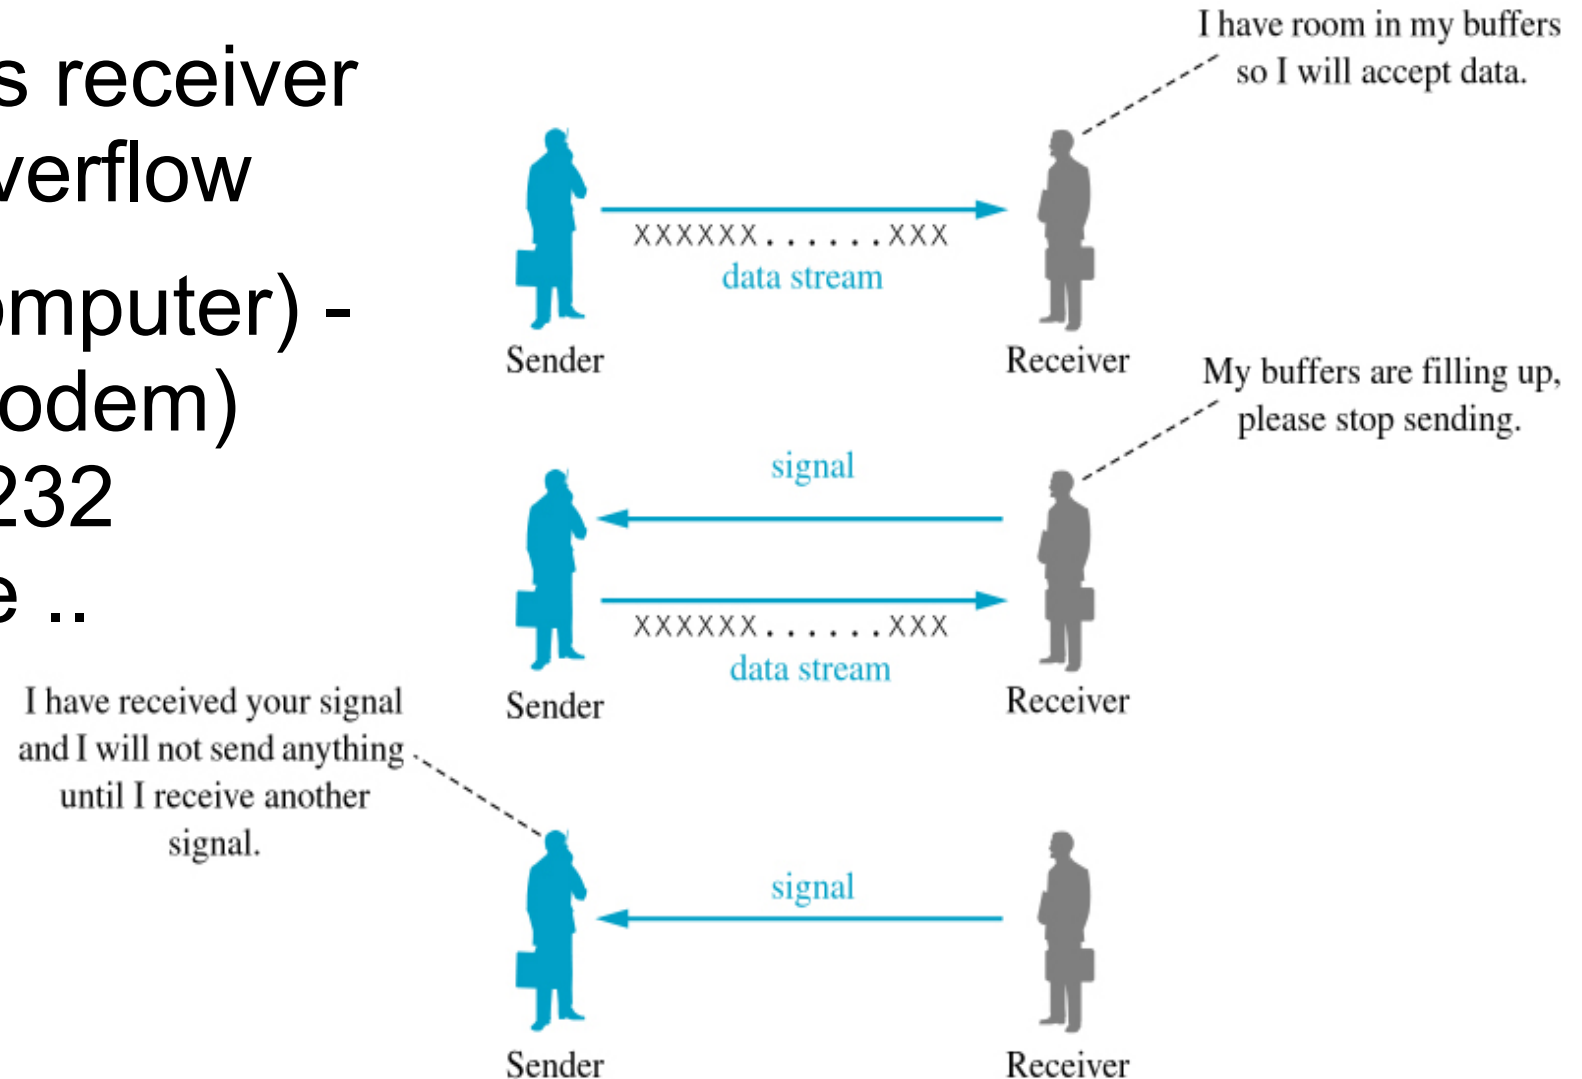 s receiver
verflow
omputer) -
odem)
232
e ..
I have room in my buffers
so I will accept data.
XXXXXX......XXX
data stream
Sender
Receiver
My buffers are filling up,
please stop sending.
signal
XXXXXX......XXX
data stream
Sender
Receiver
I have received your signal
and I will not send anything
until I receive another
signal.
signal
Sender
Receiver